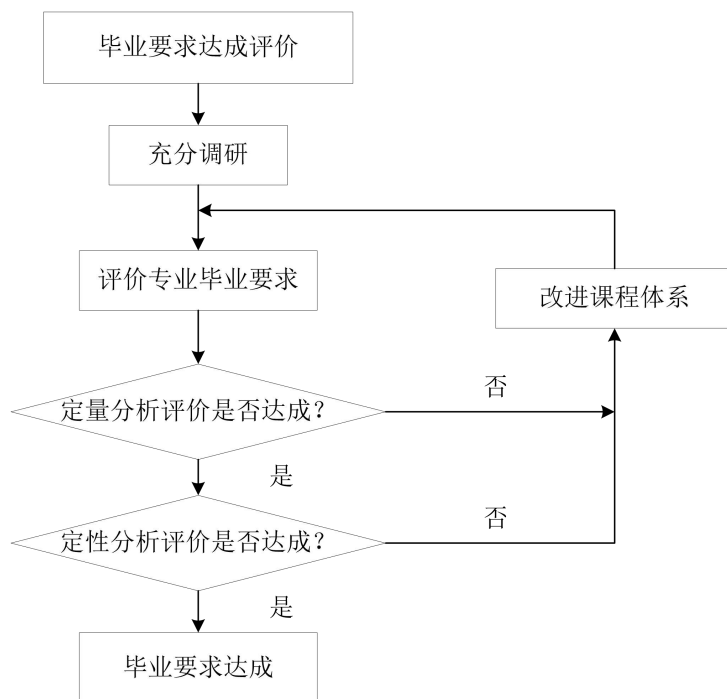 毕业要求达成评价
充分调研
评价专业毕业要求
改进课程体系
定量分析评价是否达成？
否
是
定性分析评价是否达成？
否
是
毕业要求达成